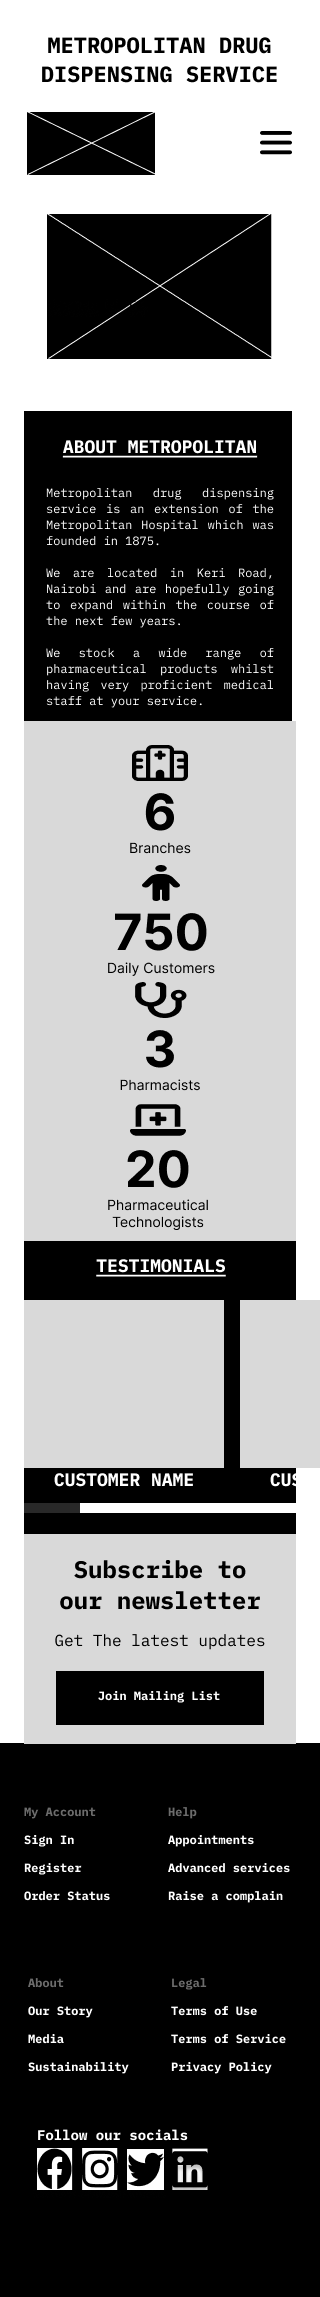 METROPOLITAN DRUG
DISPENSING SERVICE
ABOUT METROPOLITAN
Metropolitan drug dispensing
service is an extension of the
Metropolitan Hospital which was
founded in 1875.
We are located in Keri Road,
Nairobi and are hopefully going
to expand within the course of
the next few years.
We stock a wide range of
pharmaceutical products whilst
having very proficient medical
staff at your service.
6
Branches
750
Daily Customers
3
Pharmacists
20
Pharmaceutical
Technologists
TESTIMONIALS
CUSTOMER NAME
CUS
Subscribe to
our newsletter
Get The latest updates
Join Mailing List
My Account
Sign In
Register
Order Status
Help
Appointments
Advanced services
Raise a complain
About
Our Story
Media
Sustainability
Legal
Terms of Use
Terms of Service
Privacy Policy
Follow our socials
in